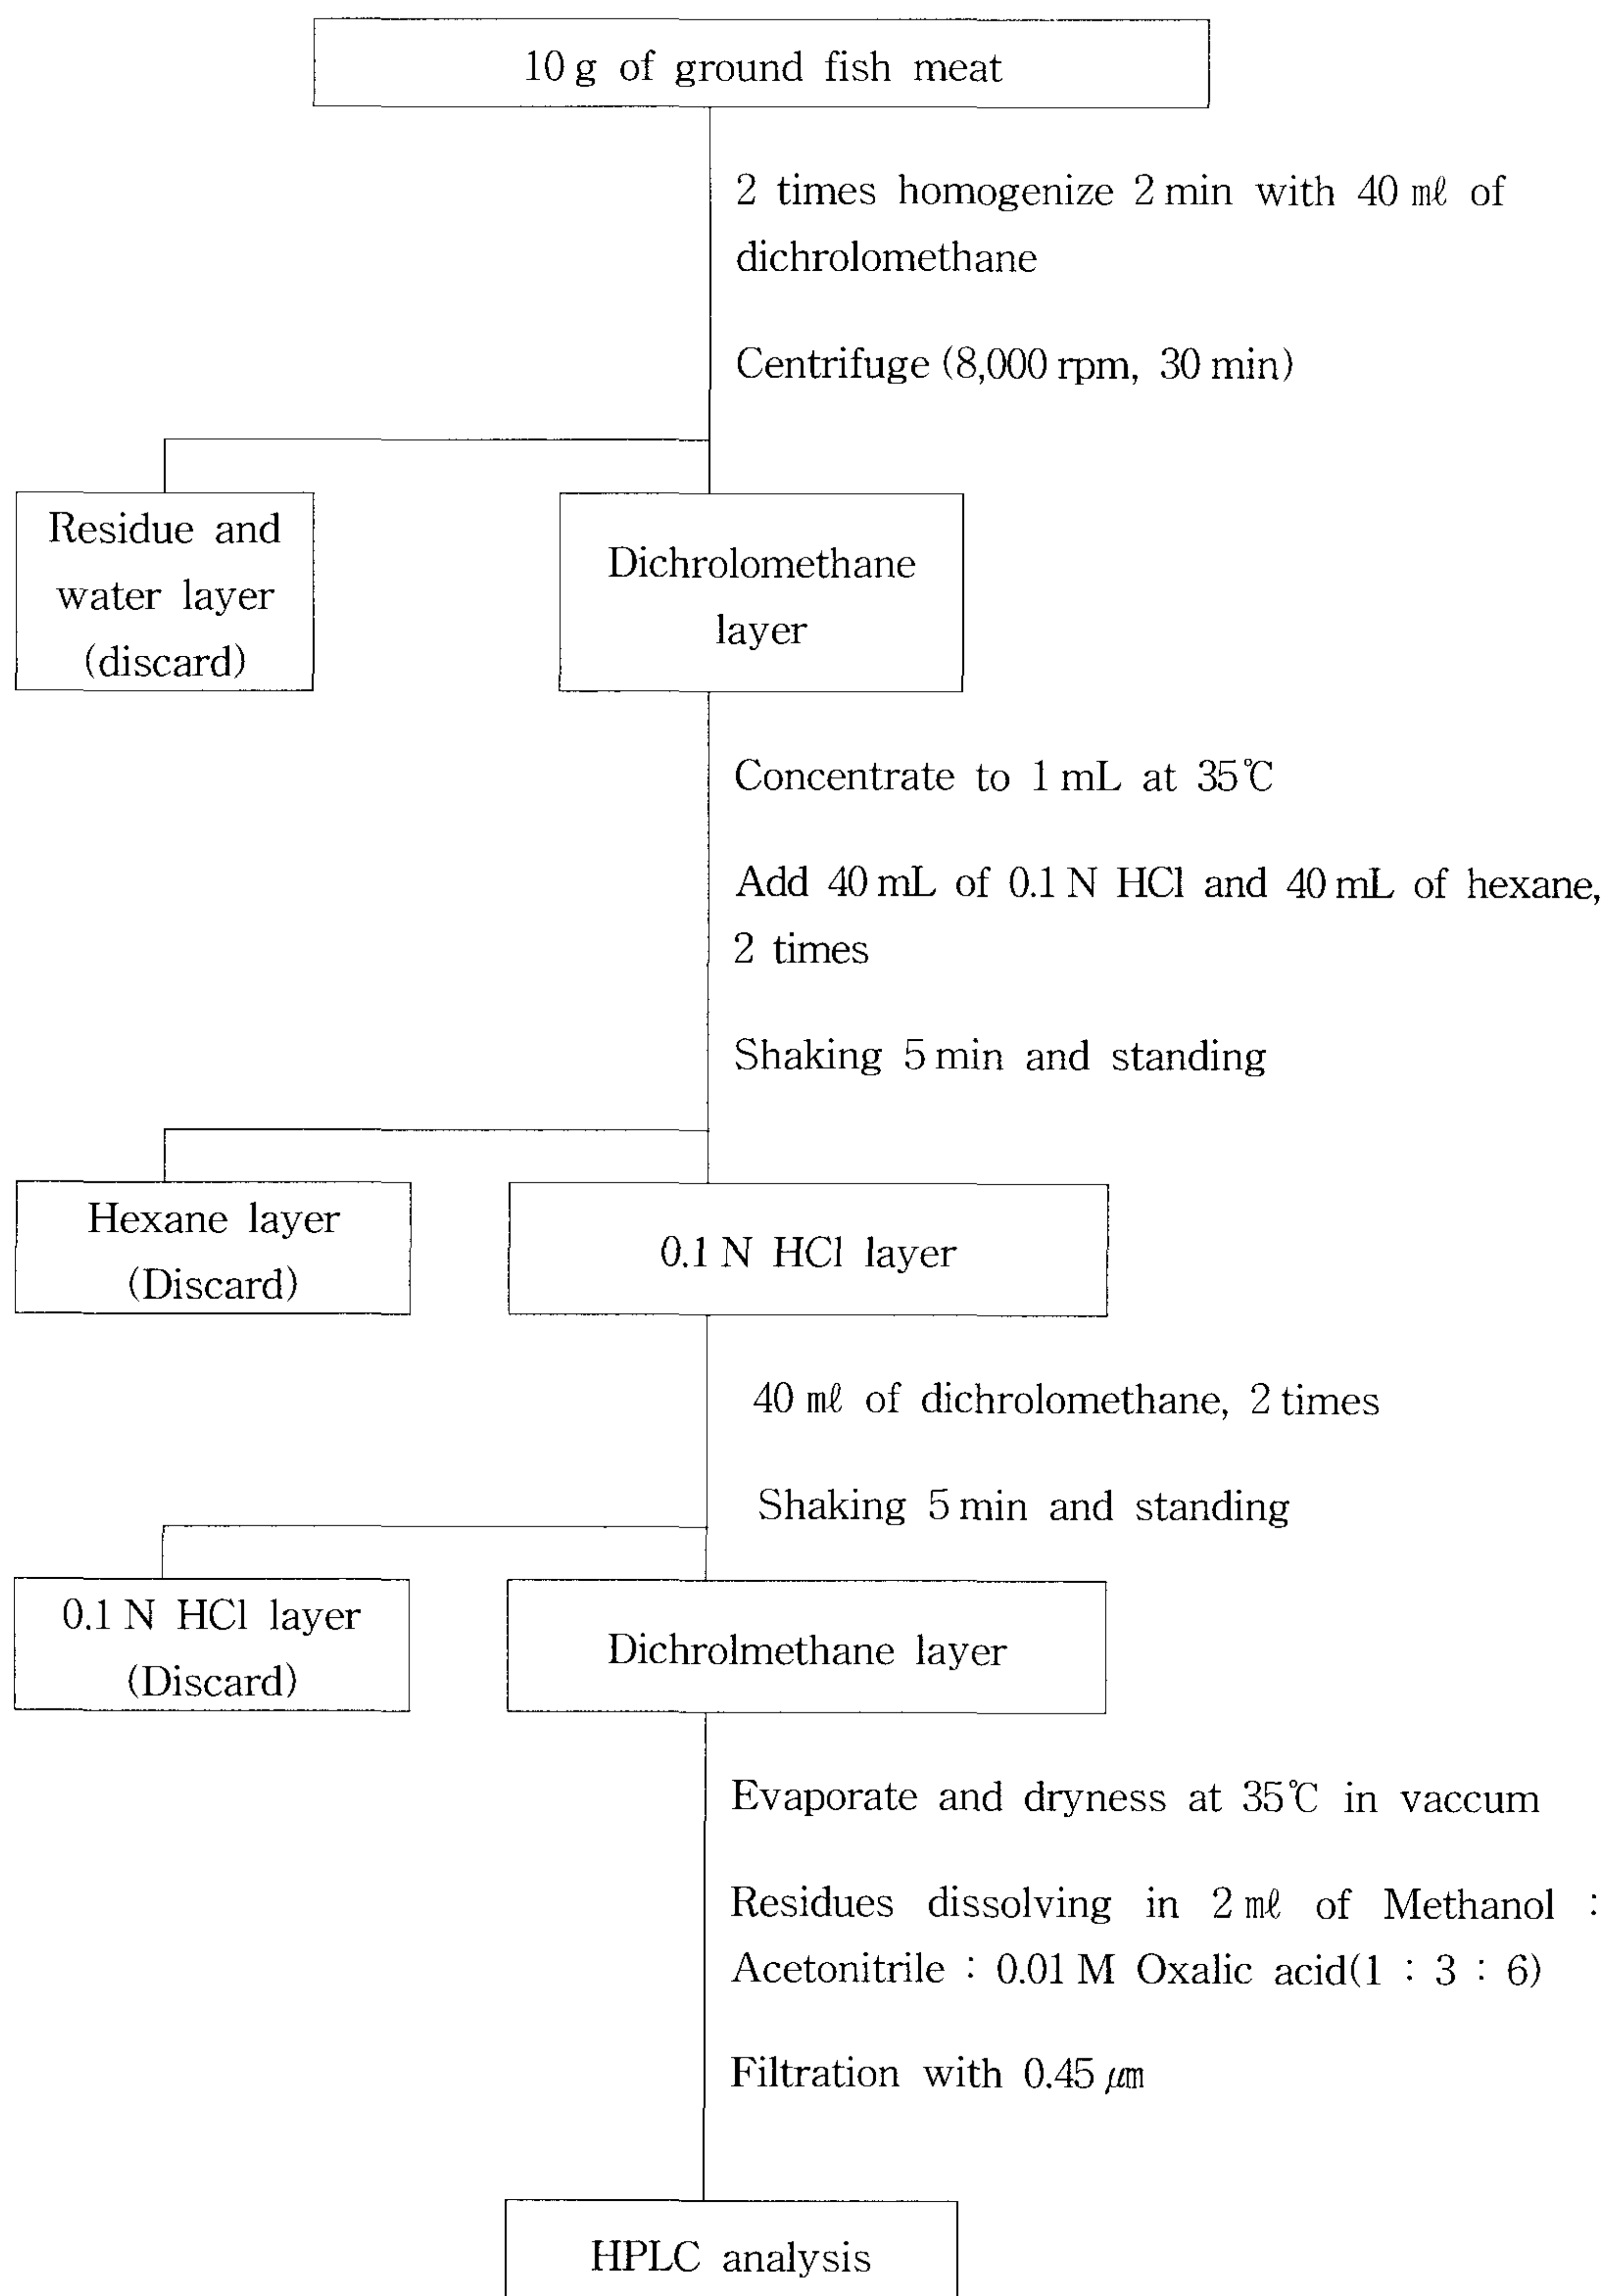 10 g of ground fish meat
2 times homogenize 2 min with 40 ㎖ of
dichrolomethane
Centrifuge (8,000 rpm, 30 min)
Residue and
water layer
(discard)
Dichrolomethane
layer
Concentrate to 1 mL at 35℃
Add 40 mL of 0.1 N HCl and 40 mL of hexane,
2 times
Shaking 5 min and standing
Hexane layer
(Discard)
0.1 N HCl layer
40 ㎖ of dichrolomethane, 2 times
Shaking 5 min and standing
0.1 N HCl layer
(Discard)
Dichrolmethane layer
Evaporate and dryness at 35℃ in vaccum
Residues dissolving in 2 ㎖ of Methanol :
Acetonitrile : 0.01 M Oxalic acid(1 : 3 : 6)
Filtration with 0.45 ㎛
HPLC analysis